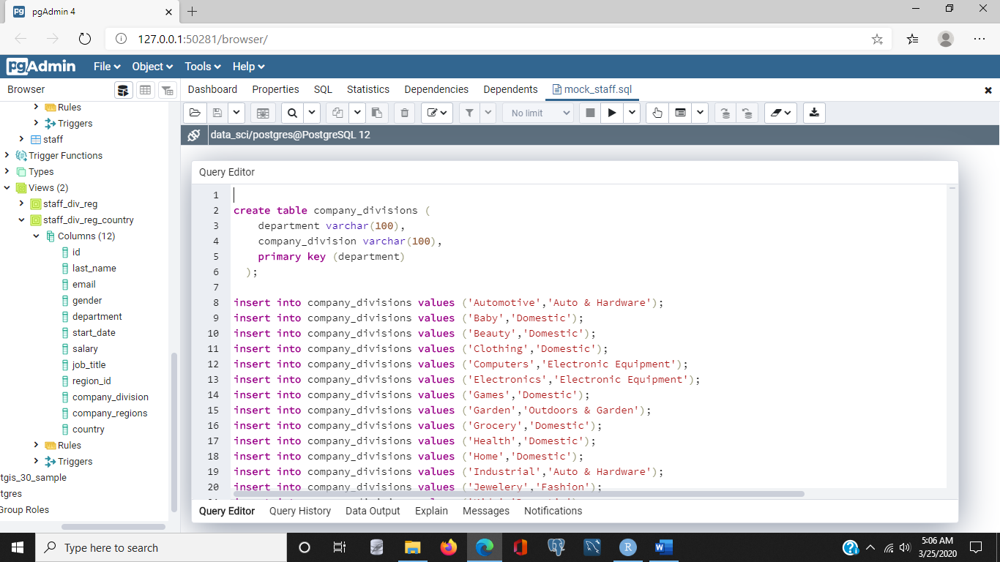 pgAdmin 4
127.0.0.1:50281/browser/
pgAdmin File Object Tools Help
Browser
Dashboard Properties SQL Statistics Dependencies Dependents mock_staff.sql
No limit
data_sci/postgres@PostgreSQL 12
Rules
Triggers
staff
Trigger Functions
Types
Views (2)
staff_div_reg
staff_div_reg_country
Columns (12)
id
last_name
email
gender
department
start_date
salary
job_title
region_id
company_division
company_regions
country
Rules
Triggers
tgis_30_sample
tgres
Group Roles
Query Editor
1
2 create table company_divisions (
3 department varchar(100),
4 company_division varchar(100),
5 primary key (department)
6 );
7
8 insert into company_divisions values ('Automotive','Auto & Hardware');
9 insert into company_divisions values ('Baby','Domestic');
10 insert into company_divisions values ('Beauty','Domestic');
11 insert into company_divisions values ('Clothing','Domestic');
12 insert into company_divisions values ('Computers','Electronic Equipment');
13 insert into company_divisions values ('Electronics','Electronic Equipment');
14 insert into company_divisions values ('Games','Domestic');
15 insert into company_divisions values ('Garden','Outdoors & Garden');
16 insert into company_divisions values ('Grocery','Domestic');
17 insert into company_divisions values ('Health','Domestic');
18 insert into company_divisions values ('Home','Domestic');
19 insert into company_divisions values ('Industrial','Auto & Hardware');
20 insert into company_divisions values ('Jewelery','Fashion');
Query Editor Query History Data Output Explain Messages Notifications
Type here to search
5:06 AM
3/25/2020